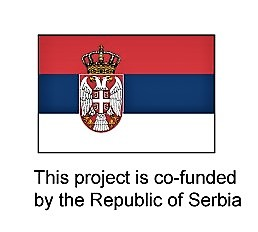 This project is co-funded
by the Republic of Serbia